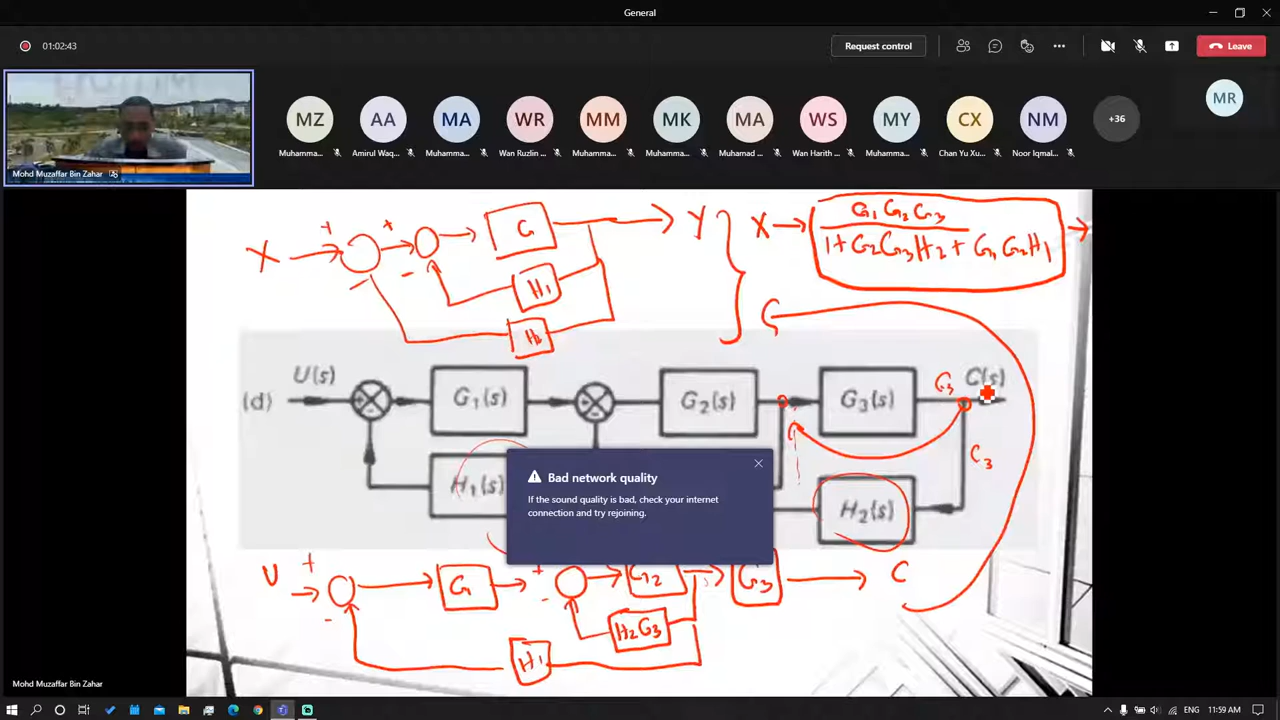 General
01:02:43
Request control
Leave
MZ
AA
MA
WR
MM
MK
MA
WS
MY
CX
NM
+36
MR
Muhamma...
Amirul Waq...
Muhamma...
Wan Ruzlin ...
Muhamma...
Muhamma...
Muhamad ...
Wan Harith ...
Muhamma...
Chan Yu Xu...
Noor Iqmal...
Mohd Muzaffar Bin Zahar
X + - + - G Y
H1
X G1G2G3
1+G2G3H2+G1G2H1
U(s)
(d)
G1(s)
G2(s)
G3(s)
G3
C(s)
H1(s)
H2(s)
Bad network quality
If the sound quality is bad, check your internet
connection and try rejoining.
U + - G + - G2 G3 C
H2G3
H1
Mohd Muzaffar Bin Zahar
ENG 11:59 AM